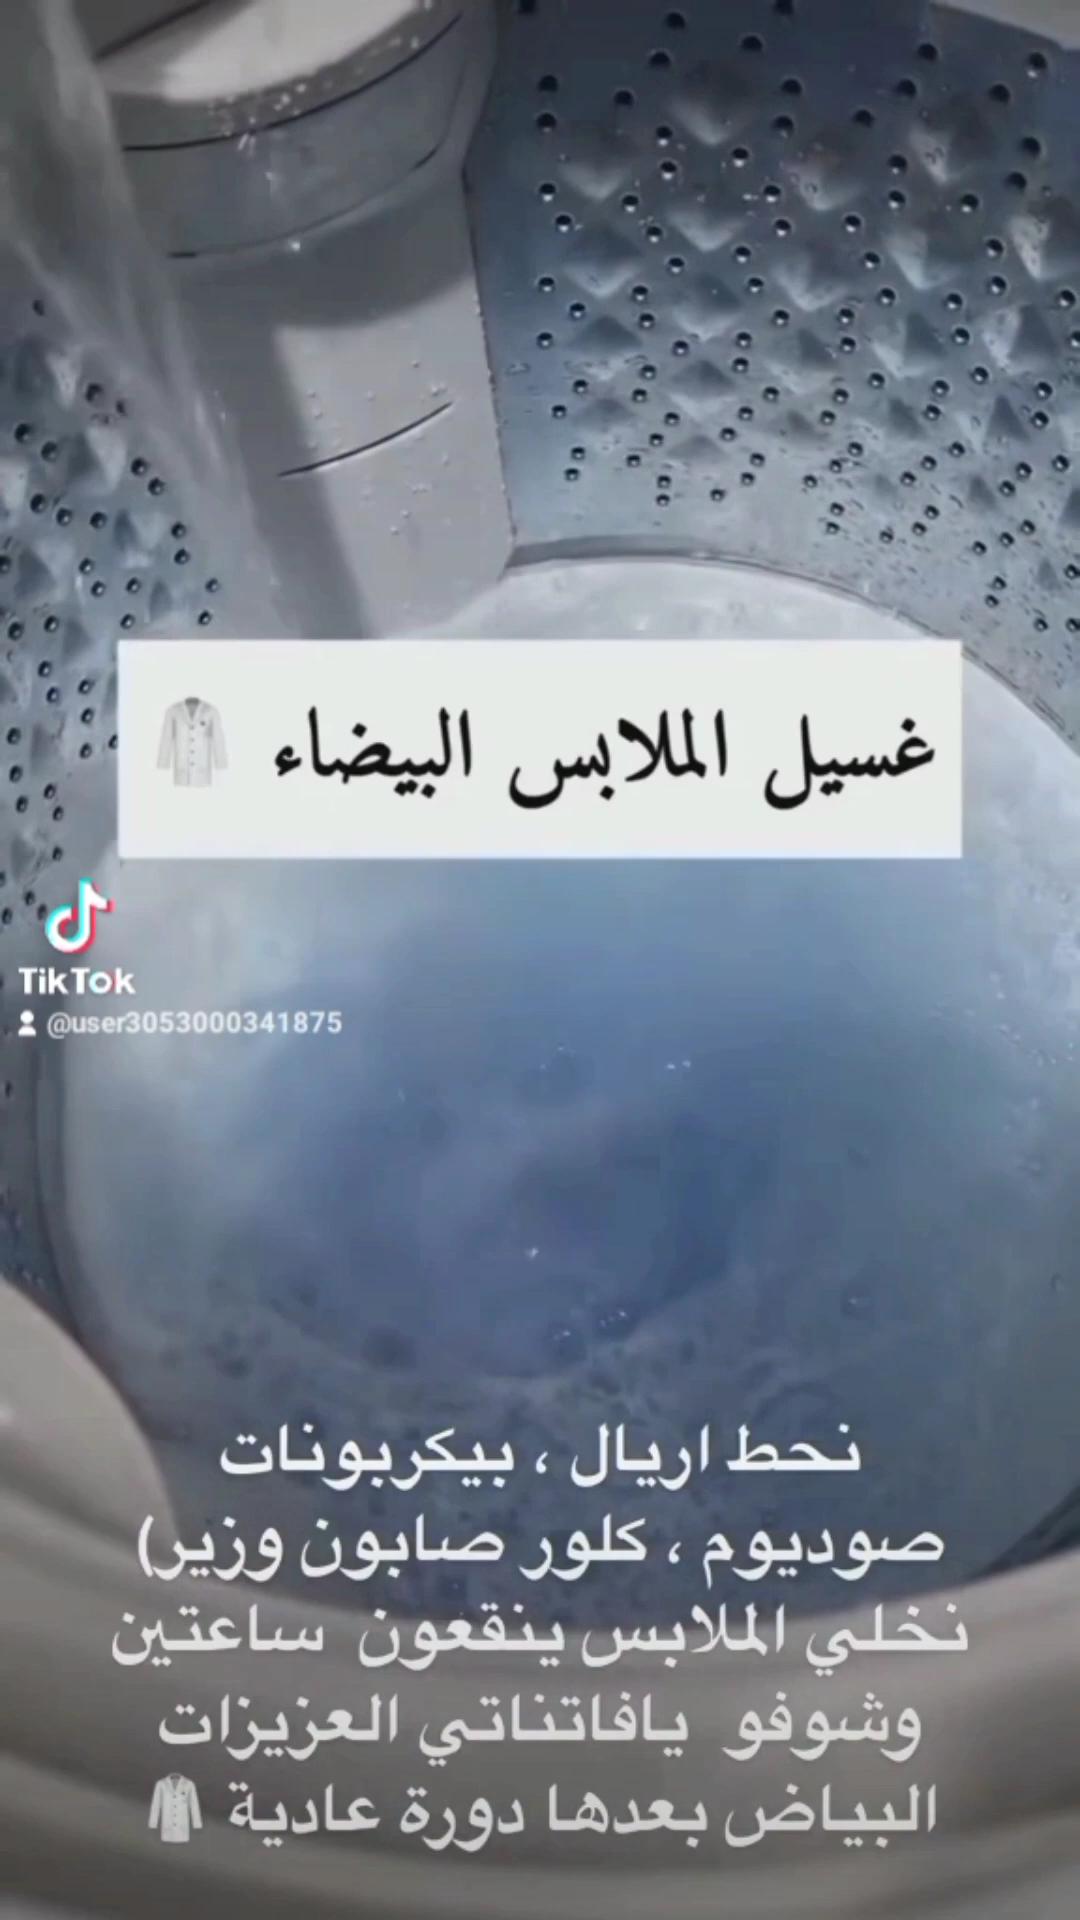 غسيل الملابس البيضاء
TikTok
@user3053000341875
نحط اريال ، بيكربونات
صوديوم ، كلور صابون وزير)
نخلي الملابس ينقعون ساعتين
وشوفو يافاتناتي العزيزات
البياض بعدها دورة عادية